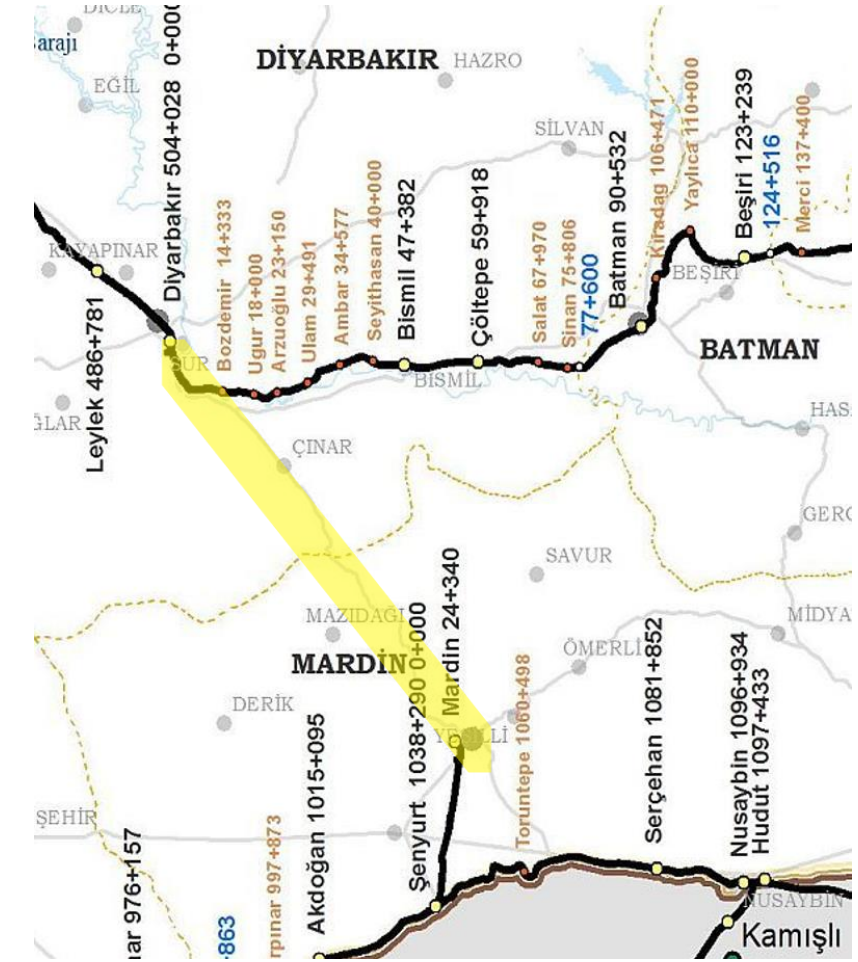 DİCLE
arajı
DİYARBAKIR
HAZRO
EĞİL
SİLVAN
Diyarbakır 504+028 0+000
Bozdemir 14+333
Ugur 18+000
Arzuoğlu 23+150
Ulam 29+491
Ambar 34+577
Seyithasan 40+000
Bismil 47+382
Çöltepe 59+918
Salat 67+970
Sinan 75+806
77+600
Batman 90+532
Kıradag 106+471
Yaylıca 110+000
Beşiri 123+239
124+516
Merci 137+400
KAYAPINAR
BEŞİRİ
SUR
BİSMİL
BATMAN
Leylek 486+781
ĞLAR
HAS
ÇINAR
GERC
SAVUR
MAZIDAĞI
MİDYA
MARDİN
ÖMERLİ
DERİK
YEŞİLLİ
Mardin 24+340
Şenyurt 1038+290 0+000
Akdoğan 1015+095
Toruntepe 1060+498
Serçehan 1081+852
Nusaybin 1096+934
Hudut 1097+433
ŞEHİR
ar 976+157
+863
rpınar 997+873
NUSAYBİN
Kamışlı